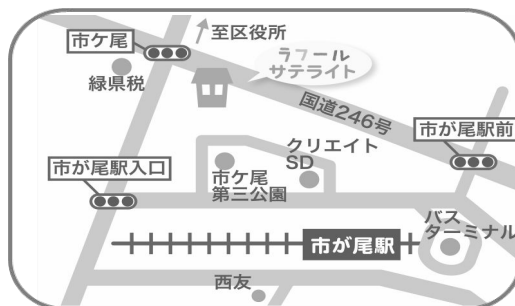 市ケ尾
至区役所
ラフール
サテライト
緑県税
国道246号
市が尾駅前
クリエイト
SD
市が尾駅入口
市ケ尾
第三公園
バス
ターミナル
市が尾駅
西友